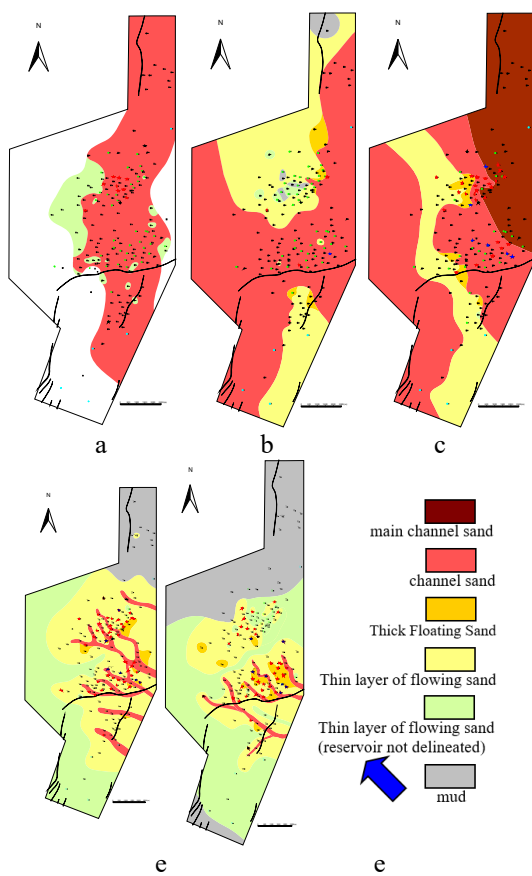 N
N
N
a
b
c
N
N
main channel sand
channel sand
Thick Floating Sand
Thin layer of flowing sand
Thin layer of flowing sand
(reservoir not delineated)
mud
e
e